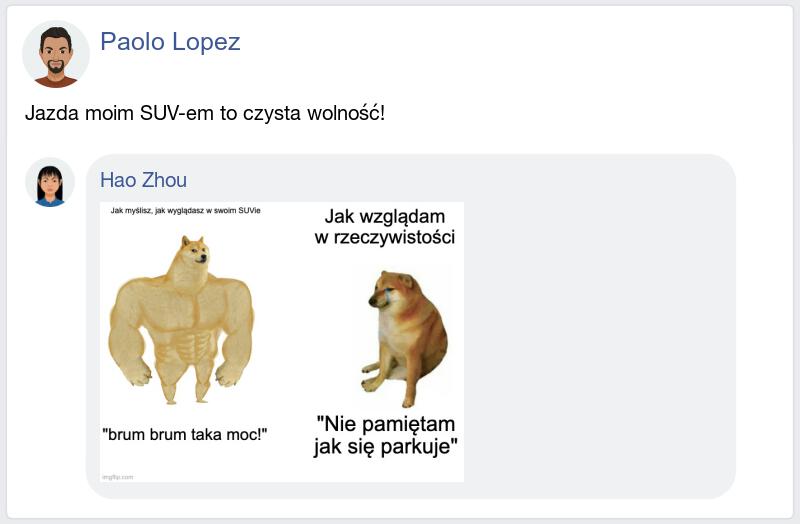 Paolo Lopez
Jazda moim SUV-em to czysta wolność!
Hao Zhou
Jak myślisz, jak wyglądasz w swoim SUVie
"brum brum taka moc!"
Jak wzglądam
w rzeczywistości
"Nie pamiętam
jak się parkuje"
imgflip.com